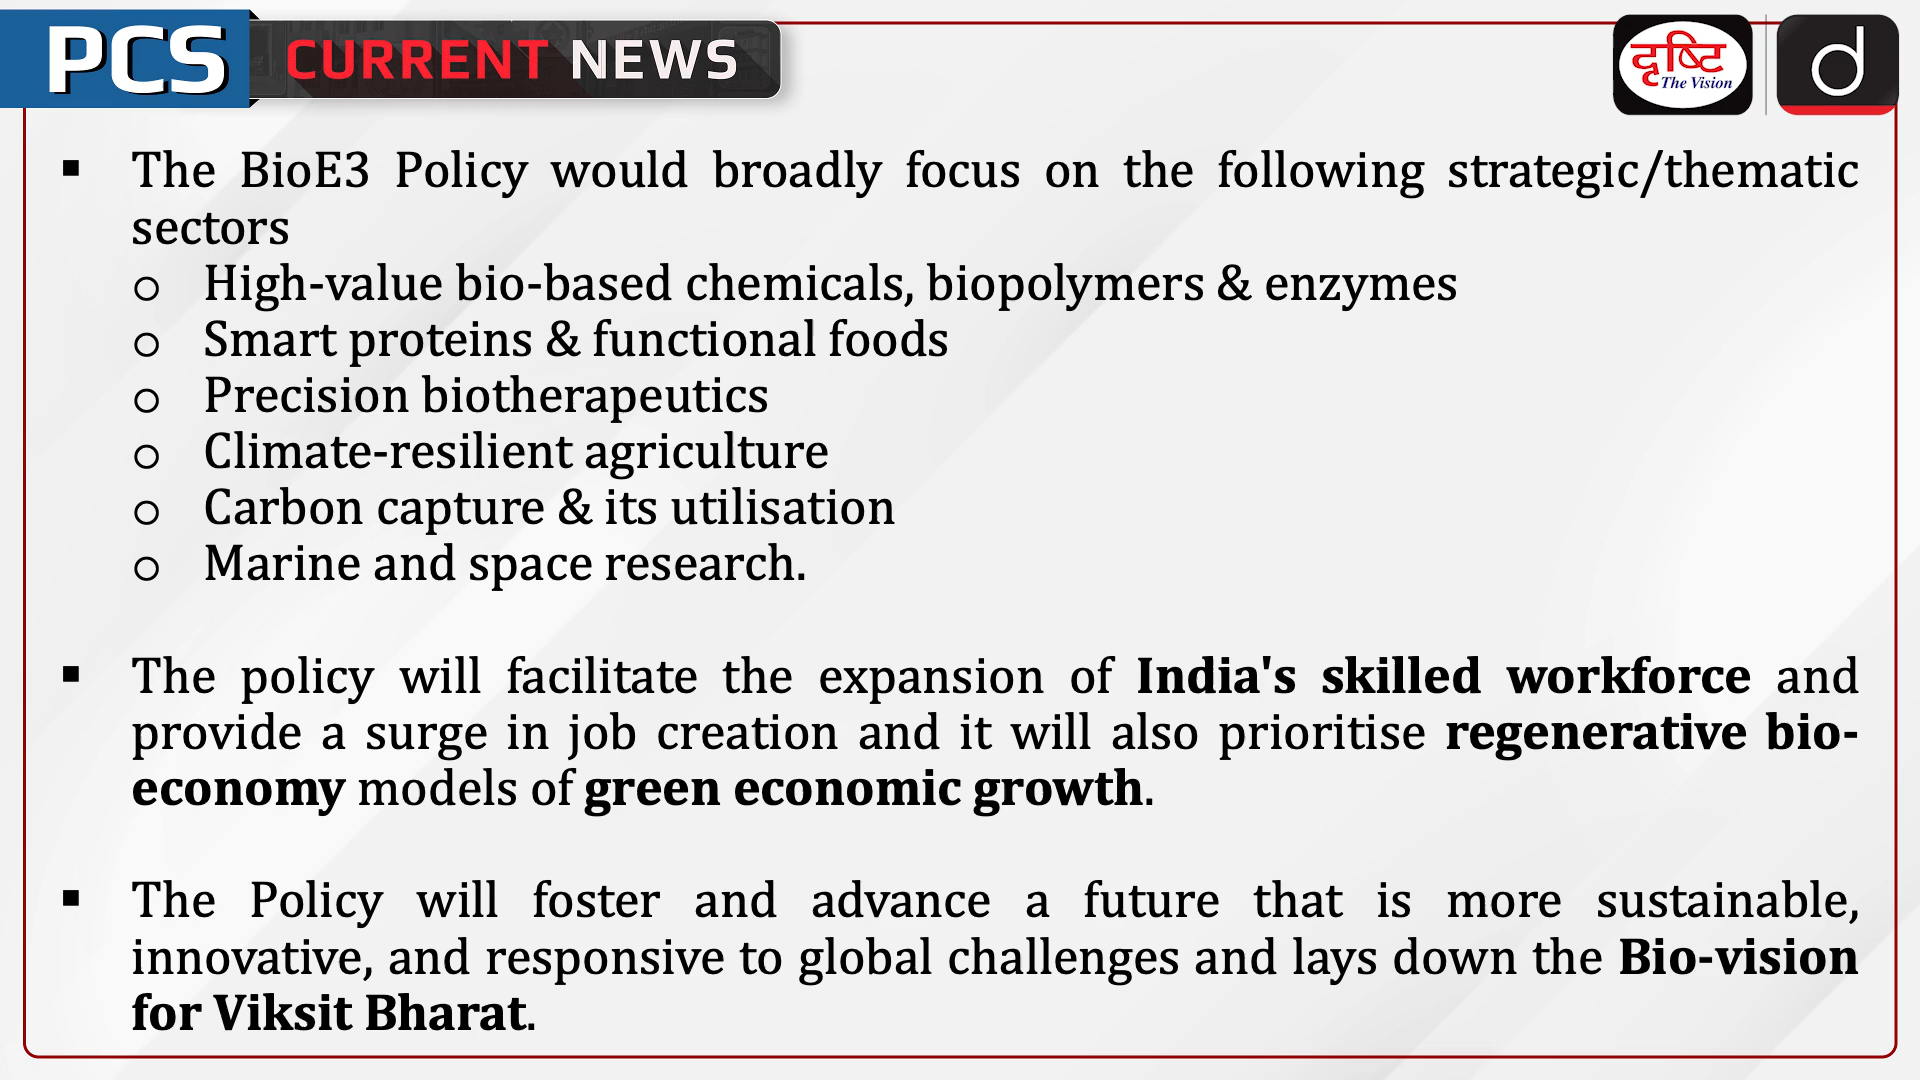 PCS CURRENT NEWS
दृष्टि
The Vision
d
▪ The BioE3 Policy would broadly focus on the following strategic/thematic
sectors
o High-value bio-based chemicals, biopolymers & enzymes
o Smart proteins & functional foods
o Precision biotherapeutics
o Climate-resilient agriculture
o Carbon capture & its utilisation
o Marine and space research.
▪ The policy will facilitate the expansion of India's skilled workforce and
provide a surge in job creation and it will also prioritise regenerative bio-
economy models of green economic growth.
▪ The Policy will foster and advance a future that is more sustainable,
innovative, and responsive to global challenges and lays down the Bio-vision
for Viksit Bharat.